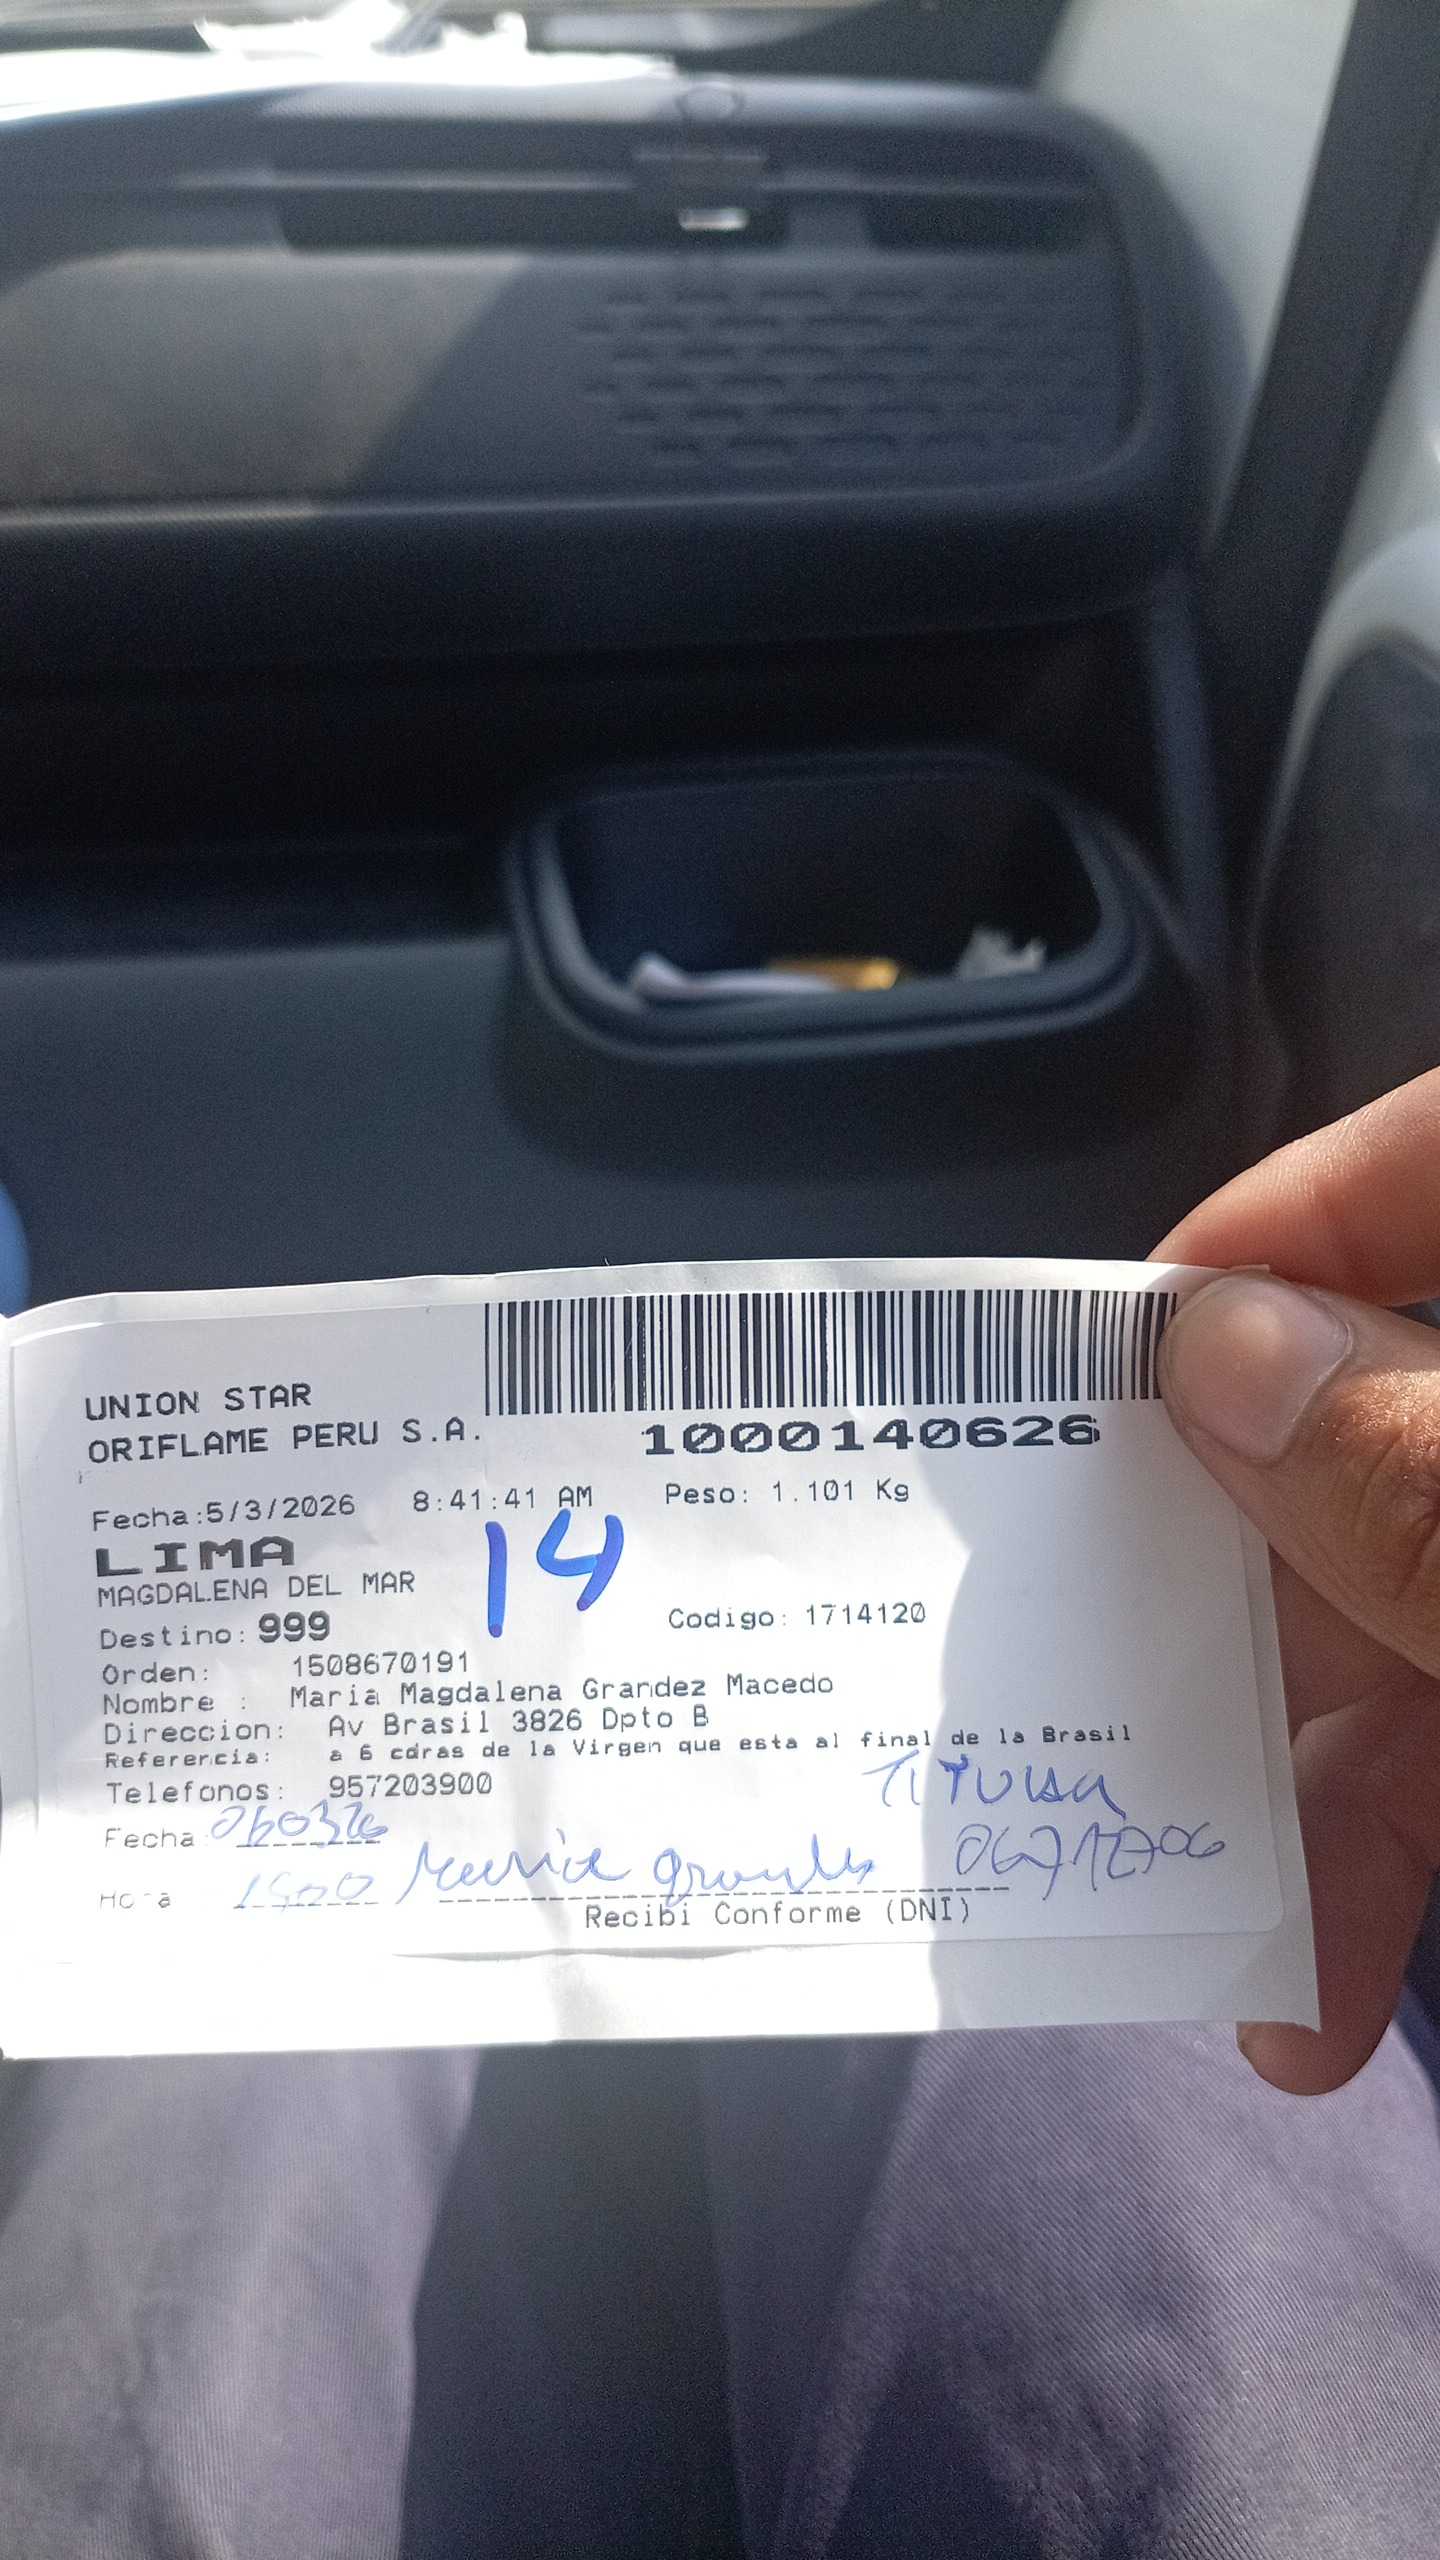 UNION STAR
ORIFLAME PERU S.A.
1000140626
Fecha:5/3/2026 8:41:41 AM Peso: 1.101 Kg
LIMA
14
MAGDALENA DEL MAR
Destino: 999 Codigo: 1714120
Orden: 1508670191
Nombre : Maria Magdalena Grandez Macedo
Direccion: Av Brasil 3826 Dpto B
Referencia: a 6 cdras de la Virgen que esta al final de la Brasil
Telefonos: 957203900 TITULAR
Fecha: 060326
Hora
Recibi Conforme (DNI)